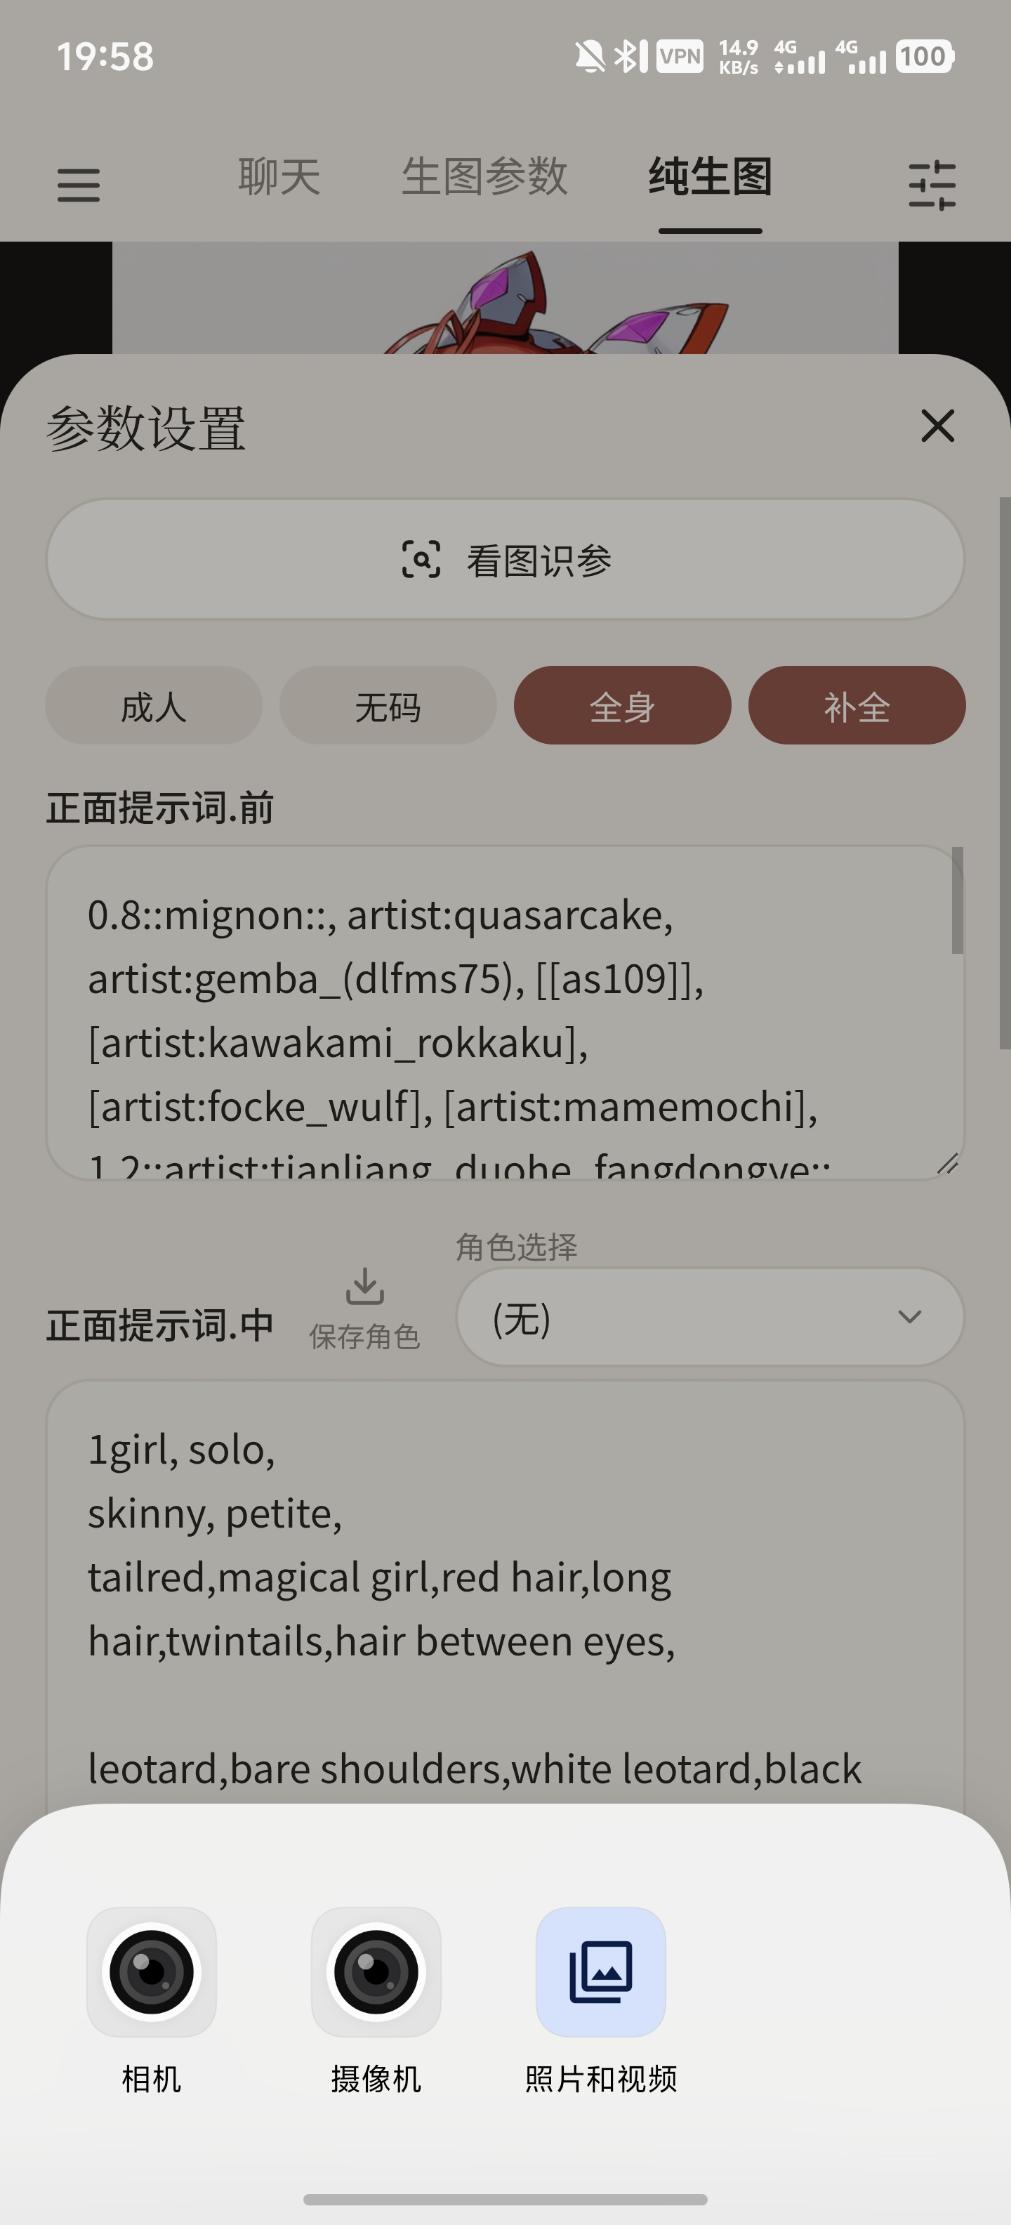 19:58
VPN
14.9
KB/s
4G
4G
100
聊天
生图参数
纯生图
参数设置
看图识参
成人
无码
全身
补全
正面提示词.前
0.8::mignon::, artist:quasarcake,
artist:gemba_(dlfms75), [[as109]],
[artist:kawakami_rokkaku],
[artist:focke_wulf], [artist:mamemochi],
1.2::artist:tianliang_duohe_fangdongye::
角色选择
正面提示词.中
保存角色
(无)
1girl, solo,
skinny, petite,
tailred,magical girl,red hair,long
hair,twintails,hair between eyes,
leotard,bare shoulders,white leotard,black
相机
摄像机
照片和视频